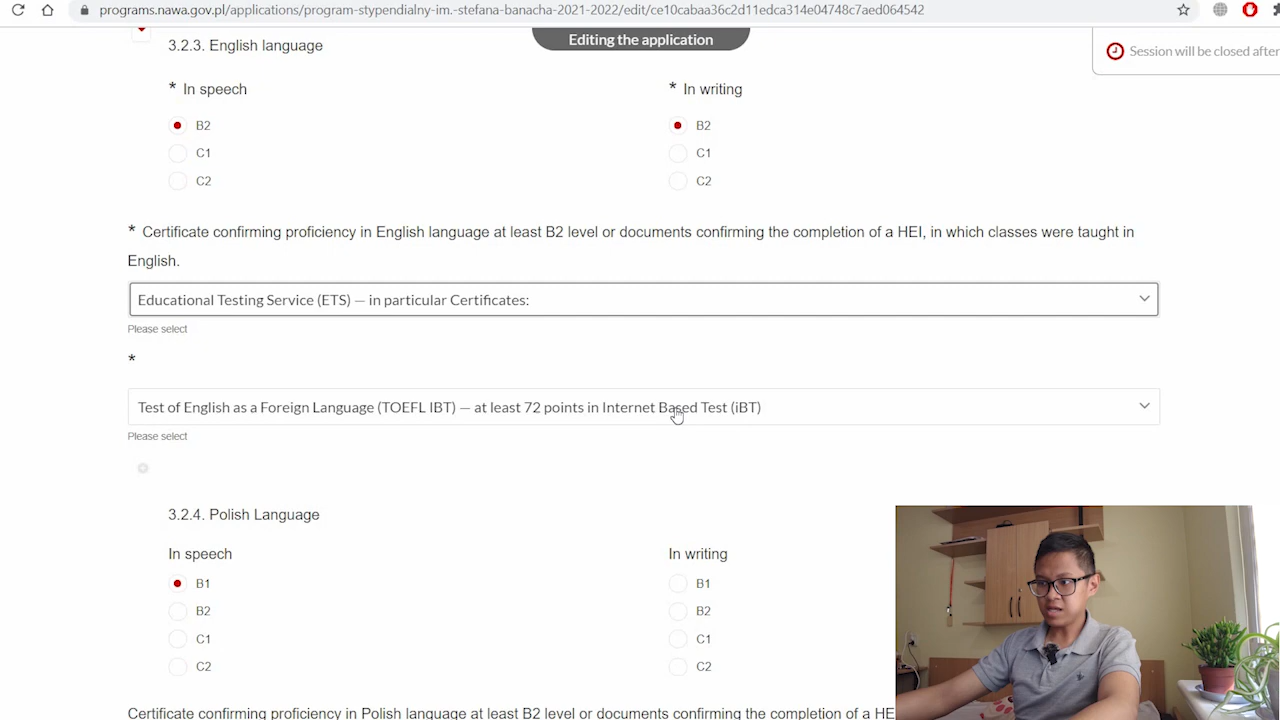 programs.nawa.gov.pl/applications/program-stypendialny-im.-stefana-banacha-2021-2022/edit/ce10cabaa36c2d11edca314e04748c7aed064542
3.2.3. English language
Editing the application
Session will be closed after
* In speech
* In writing
B2
B2
C1
C1
C2
C2
* Certificate confirming proficiency in English language at least B2 level or documents confirming the completion of a HEI, in which classes were taught in
English.
Educational Testing Service (ETS) — in particular Certificates:
Please select
*
Test of English as a Foreign Language (TOEFL IBT) — at least 72 points in Internet Based Test (iBT)
Please select
3.2.4. Polish Language
In speech
In writing
B1
B1
B2
B2
C1
C1
C2
C2
Certificate confirming proficiency in Polish language at least B2 level or documents confirming the completion of a HE